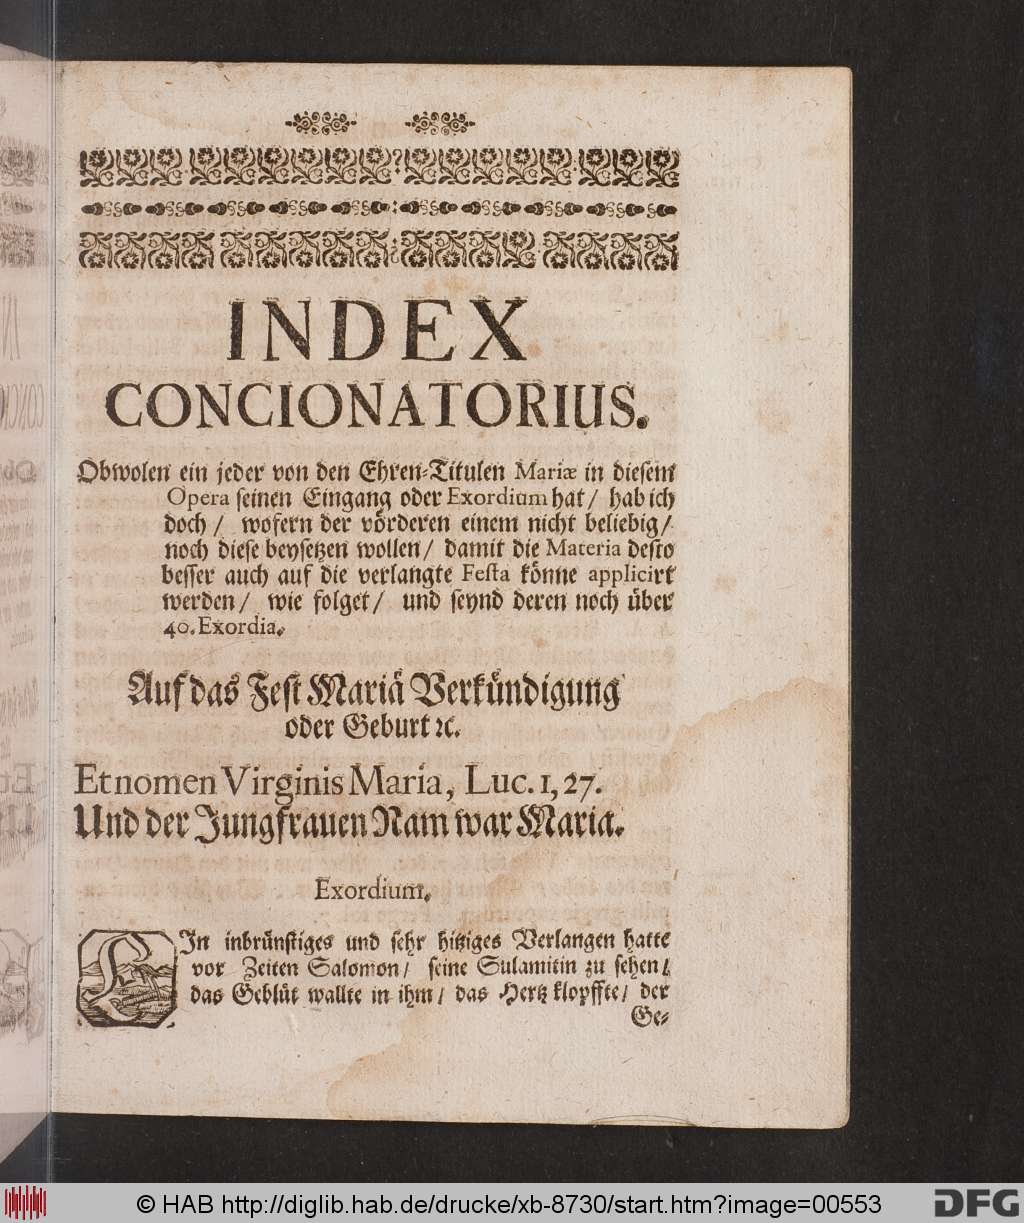 INDEX
CONCIONATORIUS.
Obwolen ein jeder von den Ehren-Titulen Mariæ in diesem
Opera seinen Eingang oder Exordium hat/ hab ich
doch/ wofern der vörderen einem nicht beliebig/
noch diese beysetzen wollen/ damit die Materia desto
besser auch auf die verlangte Festa könne applicirt
werden/ wie folget/ und seynd deren noch über
40. Exordia.
Auf das Fest Mariä Verkündigung
oder Geburt ꝛc.
Et nomen Virginis Maria, Luc. 1, 27.
Und der Jungfrauen Nam war Maria.
Exordium.
EIn inbrünstiges und sehr hitziges Verlangen hatte
vor Zeiten Salomon/ seine Sulamitin zu sehen/
das Geblüt wallte in ihm/ das Hertz klopffte/ der
Ge-
© HAB http://diglib.hab.de/drucke/xb-8730/start.htm?image=00553
DFG